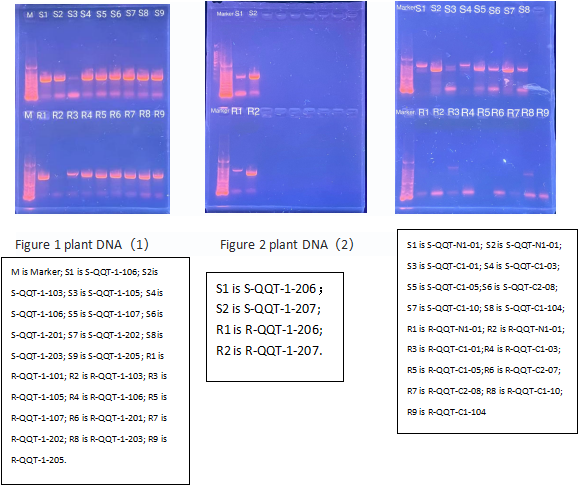 M S1 S2 S3 S4 S5 S6 S7 S8 S9
M R1 R2 R3 R4 R5 R6 R7 R8 R9
Marker S1 S2
Marker R1 R2
Marker S1 S2 S3 S4 S5 S6 S7 S8
Marker R1 R2 R3 R4 R5 R6 R7 R8 R9
Figure 1 plant DNA（1）
Figure 2 plant DNA（2）
M is Marker; S1 is S-QQT-1-106; S2is
S-QQT-1-103; S3 is S-QQT-1-105; S4 is
S-QQT-1-106; S5 is S-QQT-1-107; S6 is
S-QQT-1-201; S7 is S-QQT-1-202; S8 is
S-QQT-1-203; S9 is S-QQT-1-205; R1 is
R-QQT-1-101; R2 is R-QQT-1-103; R3 is
R-QQT-1-105; R4 is R-QQT-1-106; R5 is
R-QQT-1-107; R6 is R-QQT-1-201; R7 is
R-QQT-1-202; R8 is R-QQT-1-203; R9 is
R-QQT-1-205.
S1 is S-QQT-1-206；
S2 is S-QQT-1-207;
R1 is R-QQT-1-206;
R2 is R-QQT-1-207.
S1 is S-QQT-N1-01; S2 is S-QQT-N1-01;
S3 is S-QQT-C1-01; S4 is S-QQT-C1-03;
S5 is S-QQT-C1-05;S6 is S-QQT-C2-08;
S7 is S-QQT-C1-10; S8 is S-QQT-C1-104;
R1 is R-QQT-N1-01; R2 is R-QQT-N1-01;
R3 is R-QQT-C1-01;R4 is R-QQT-C1-03;
R5 is R-QQT-C1-05;R6 is R-QQT-C2-07;
R7 is R-QQT-C2-08; R8 is R-QQT-C1-10;
R9 is R-QQT-C1-104